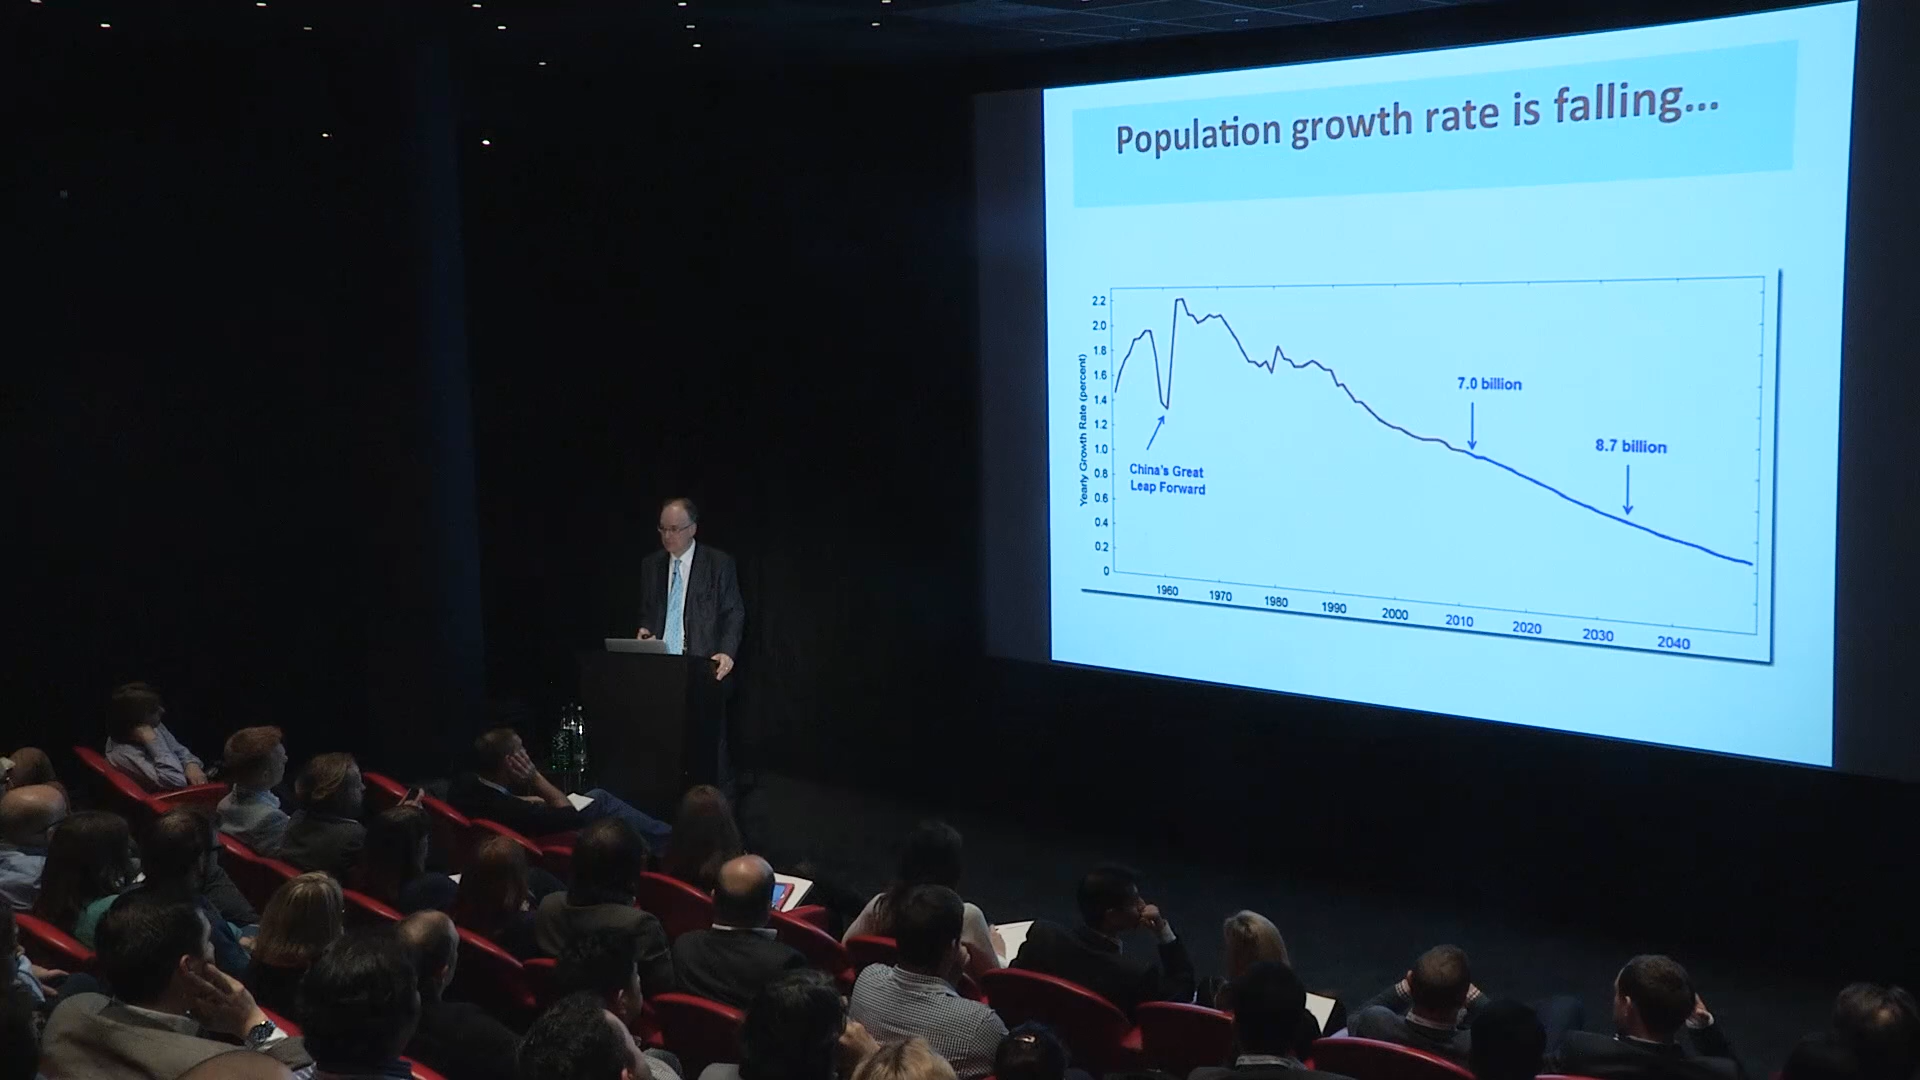 Population growth rate is falling...
2.2
2.0
1.8
1.6
1.4
1.2
1.0
0.8
0.6
0.4
0.2
0
Yearly Growth Rate (percent)
7.0 billion
8.7 billion
China's Great
Leap Forward
1960 1970 1980 1990 2000 2010 2020 2030 2040